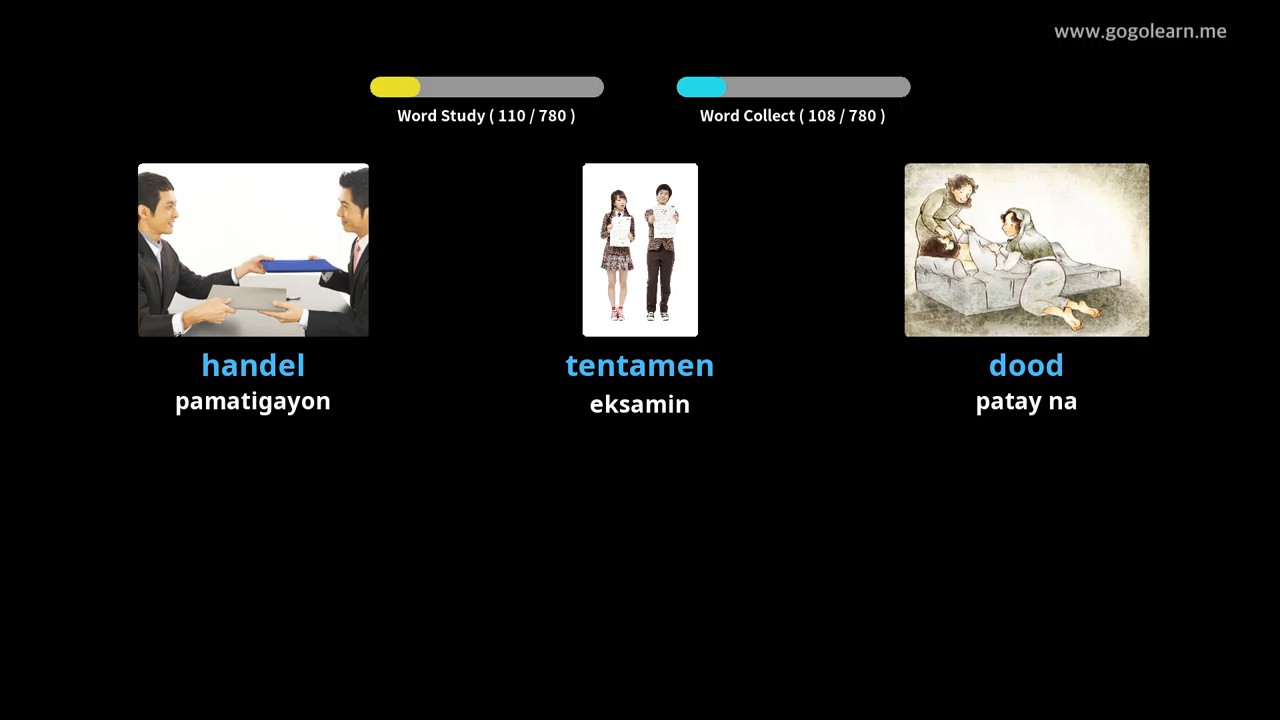 www.gogolearn.me
Word Study ( 110 / 780 )
Word Collect ( 108 / 780 )
handel
pamatigayon
tentamen
eksamin
dood
patay na